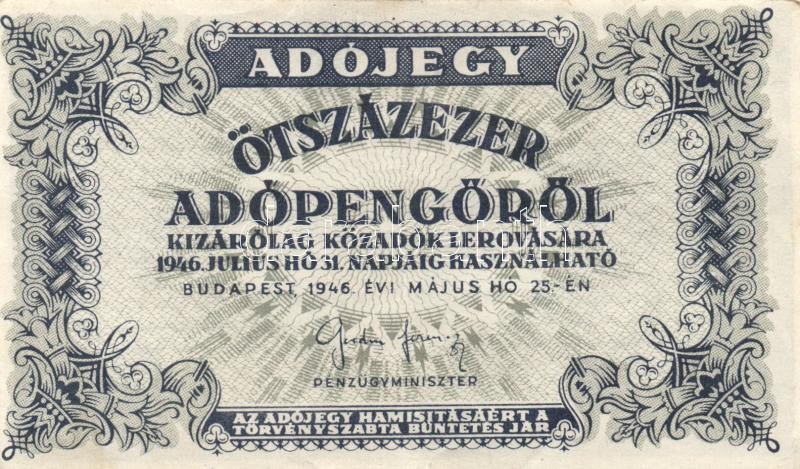 ADÓJEGY
ÖTSZÁZEZER
ADÓPENGŐRŐL
KIZÁRÓLAG KÖZADÓK LEROVÁSÁRA
1946. JULIUS HÓ 31. NAPJÁIG HASZNÁLHATÓ
BUDAPEST, 1946. ÉVI MÁJUS HÓ 25.-ÉN
PÉNZÜGYMINISZTER
AZ ADÓJEGY HAMISITÁSÁÉRT A
TÖRVÉNYSZABTA BÜNTETÉS JÁR